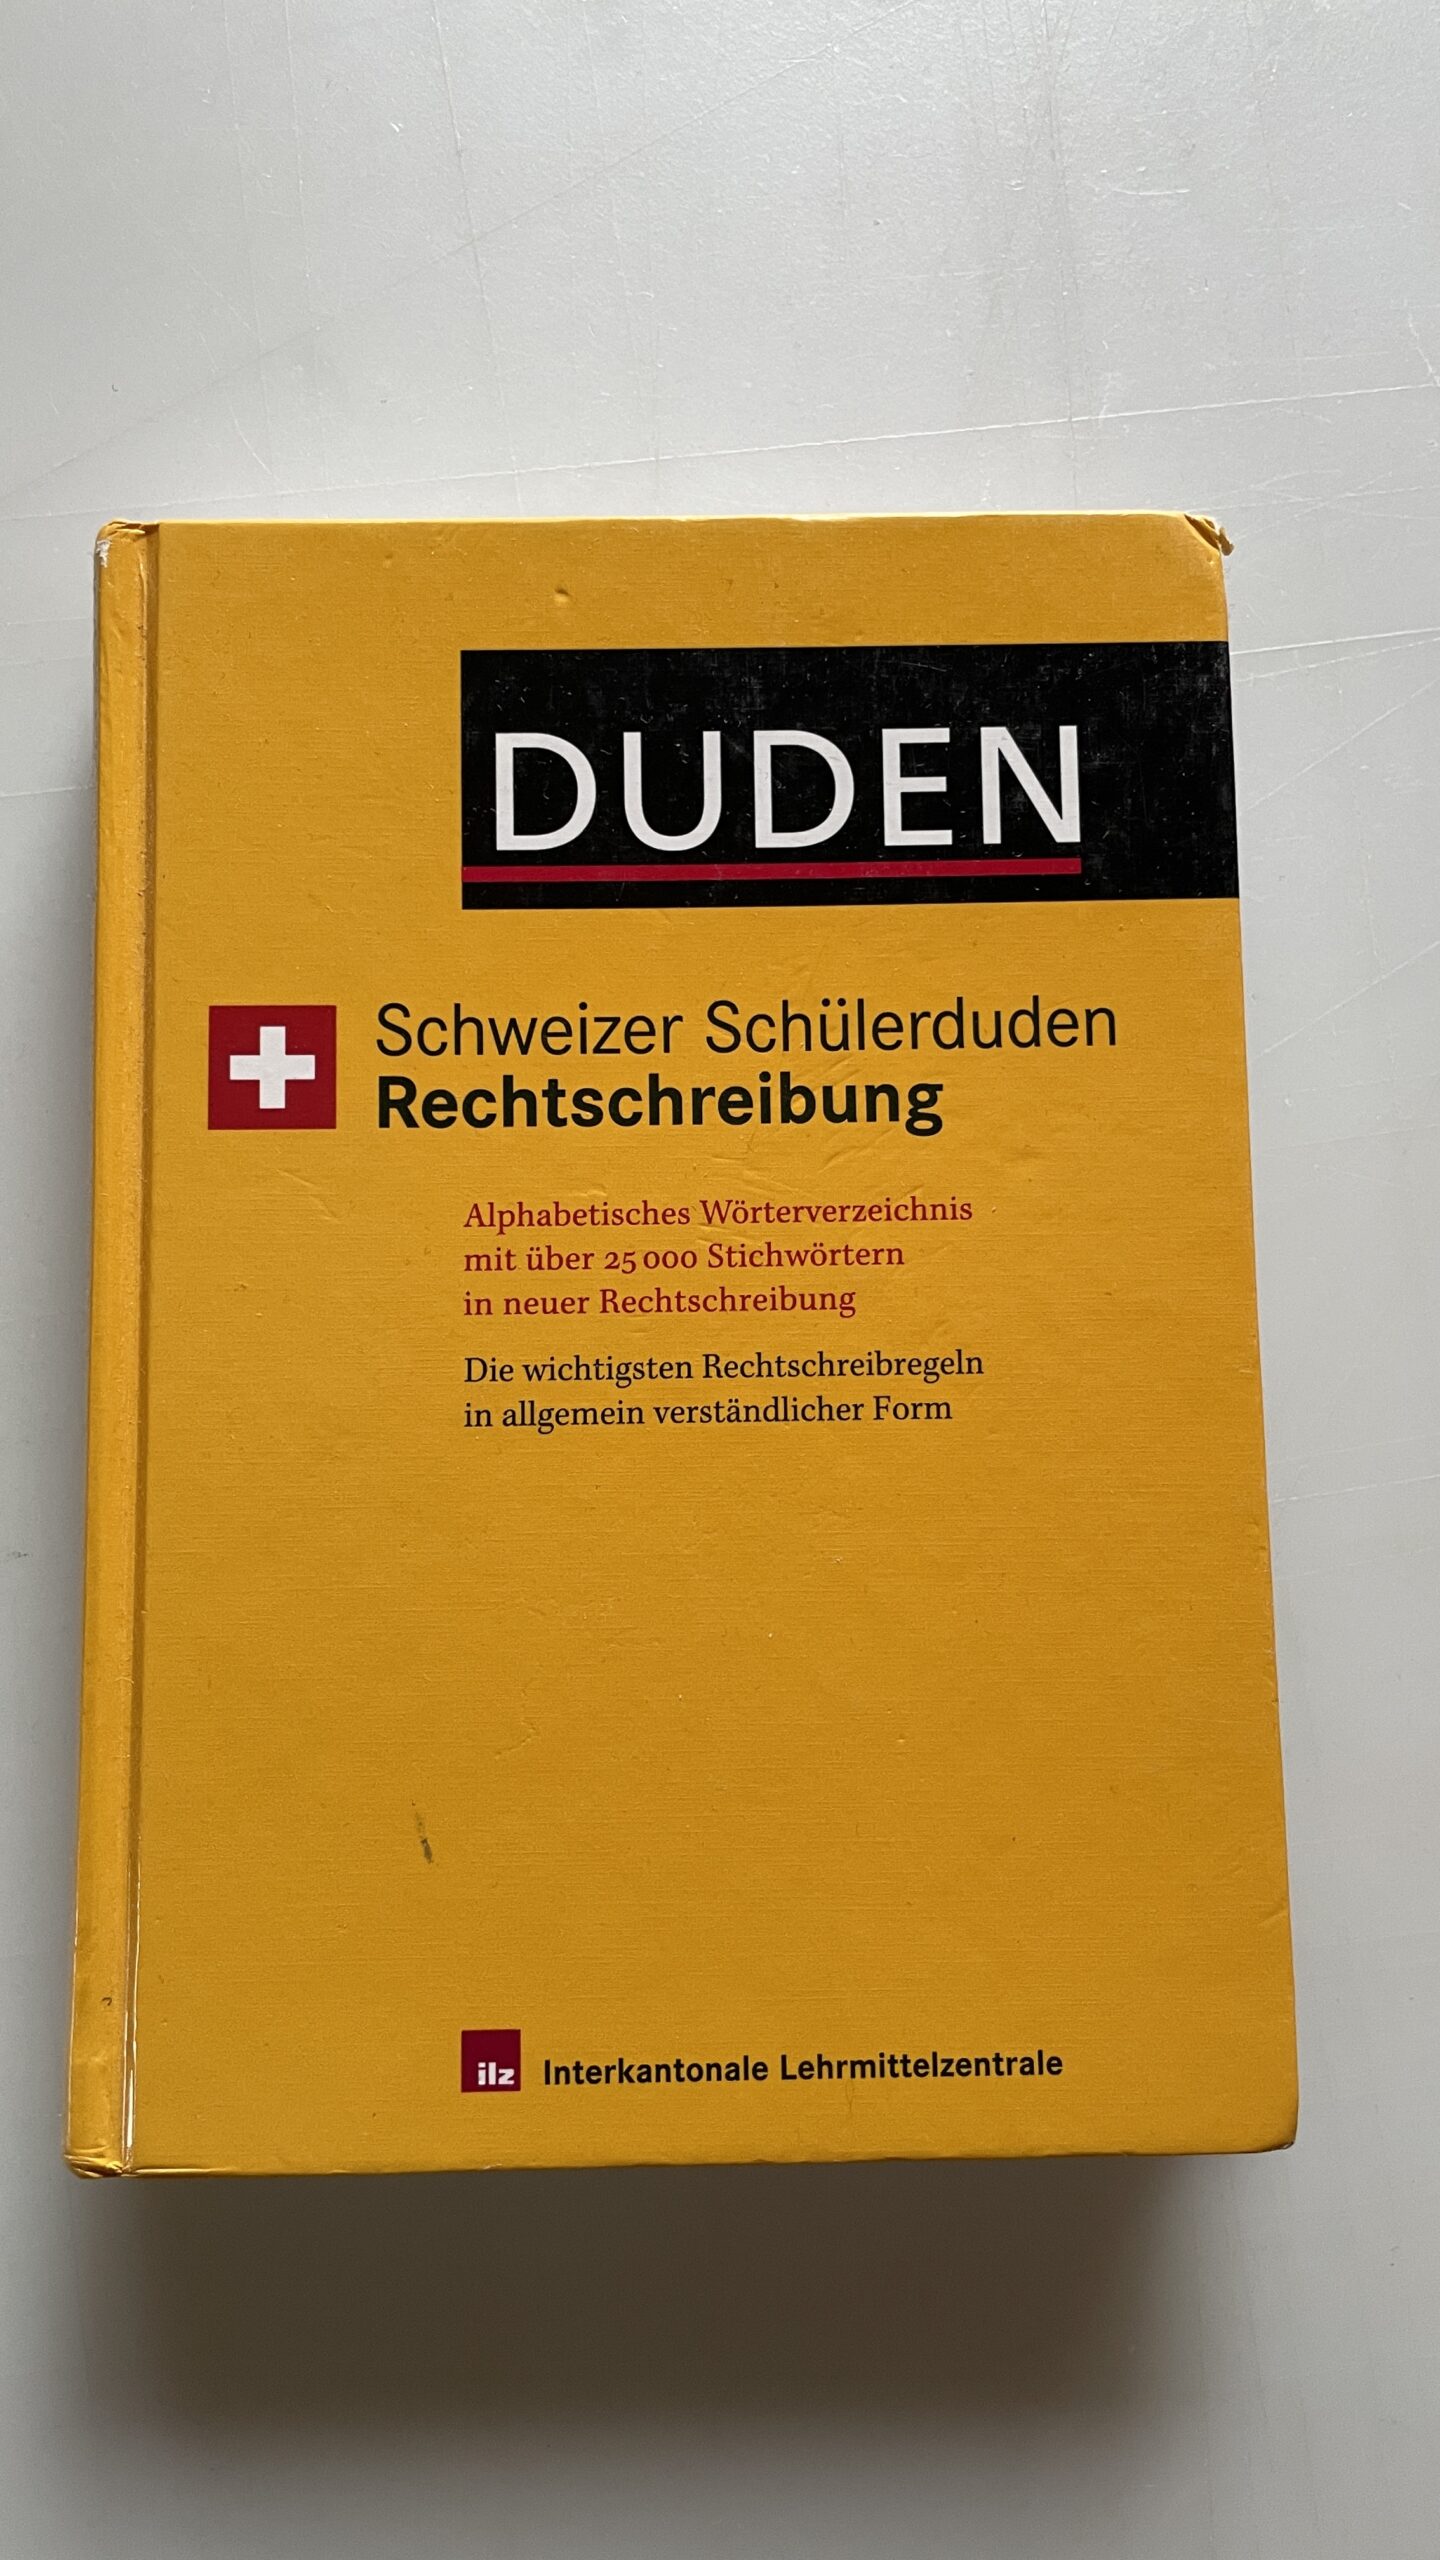 DUDEN
Schweizer Schülerduden
Rechtschreibung
Alphabetisches Wörterverzeichnis
mit über 25 000 Stichwörtern
in neuer Rechtschreibung
Die wichtigsten Rechtschreibregeln
in allgemein verständlicher Form
ilz Interkantonale Lehrmittelzentrale